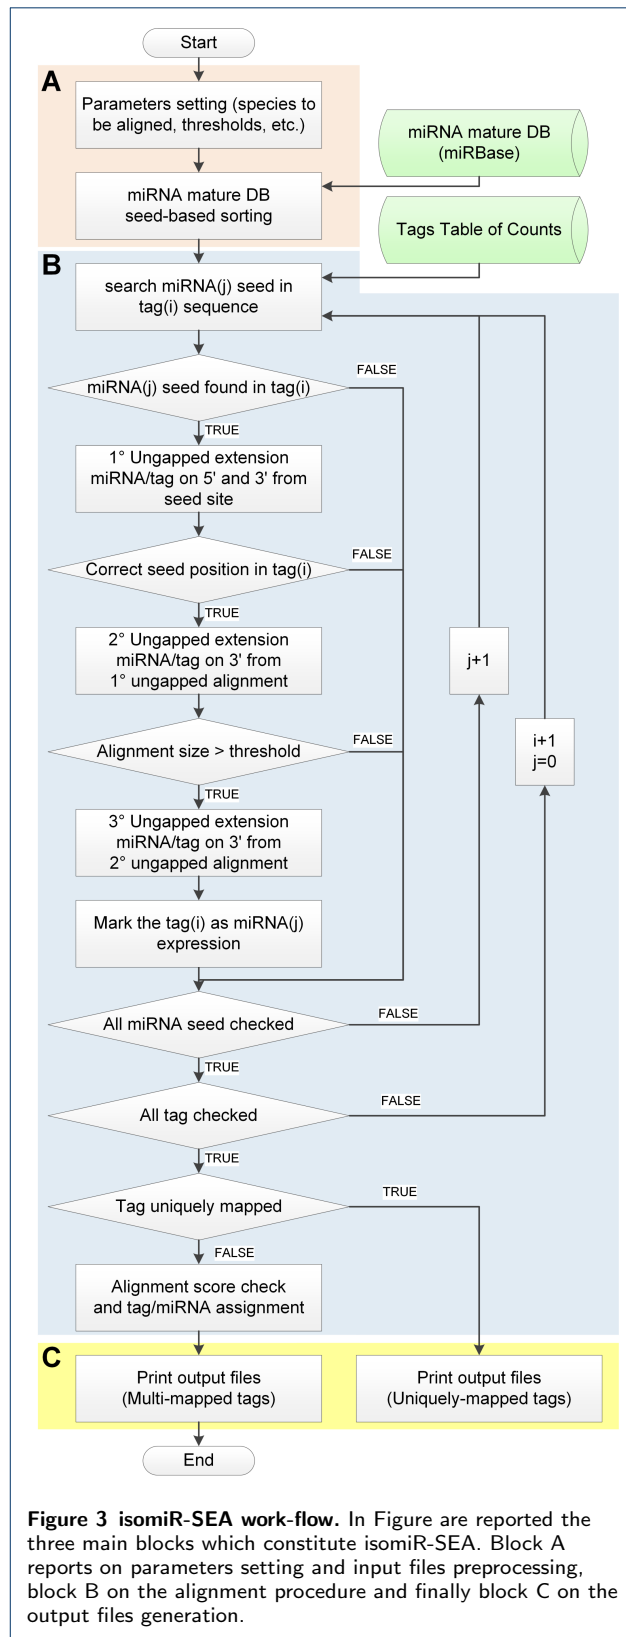 Start
A
Parameters setting (species to
be aligned, thresholds, etc.)
miRNA mature DB
(miRBase)
miRNA mature DB
seed-based sorting
Tags Table of Counts
B
search miRNA(j) seed in
tag(i) sequence
miRNA(j) seed found in tag(i)
FALSE
TRUE
1° Ungapped extension
miRNA/tag on 5' and 3' from
seed site
Correct seed position in tag(i)
FALSE
TRUE
2° Ungapped extension
miRNA/tag on 3' from
1° ungapped alignment
j+1
i+1
j=0
Alignment size > threshold
FALSE
TRUE
3° Ungapped extension
miRNA/tag on 3' from
2° ungapped alignment
Mark the tag(i) as miRNA(j)
expression
All miRNA seed checked
FALSE
TRUE
All tag checked
FALSE
TRUE
Tag uniquely mapped
TRUE
FALSE
Alignment score check
and tag/miRNA assignment
C
Print output files
(Multi-mapped tags)
Print output files
(Uniquely-mapped tags)
End
Figure 3 isomiR-SEA work-flow. In Figure are reported the
three main blocks which constitute isomiR-SEA. Block A
reports on parameters setting and input files preprocessing,
block B on the alignment procedure and finally block C on the
output files generation.